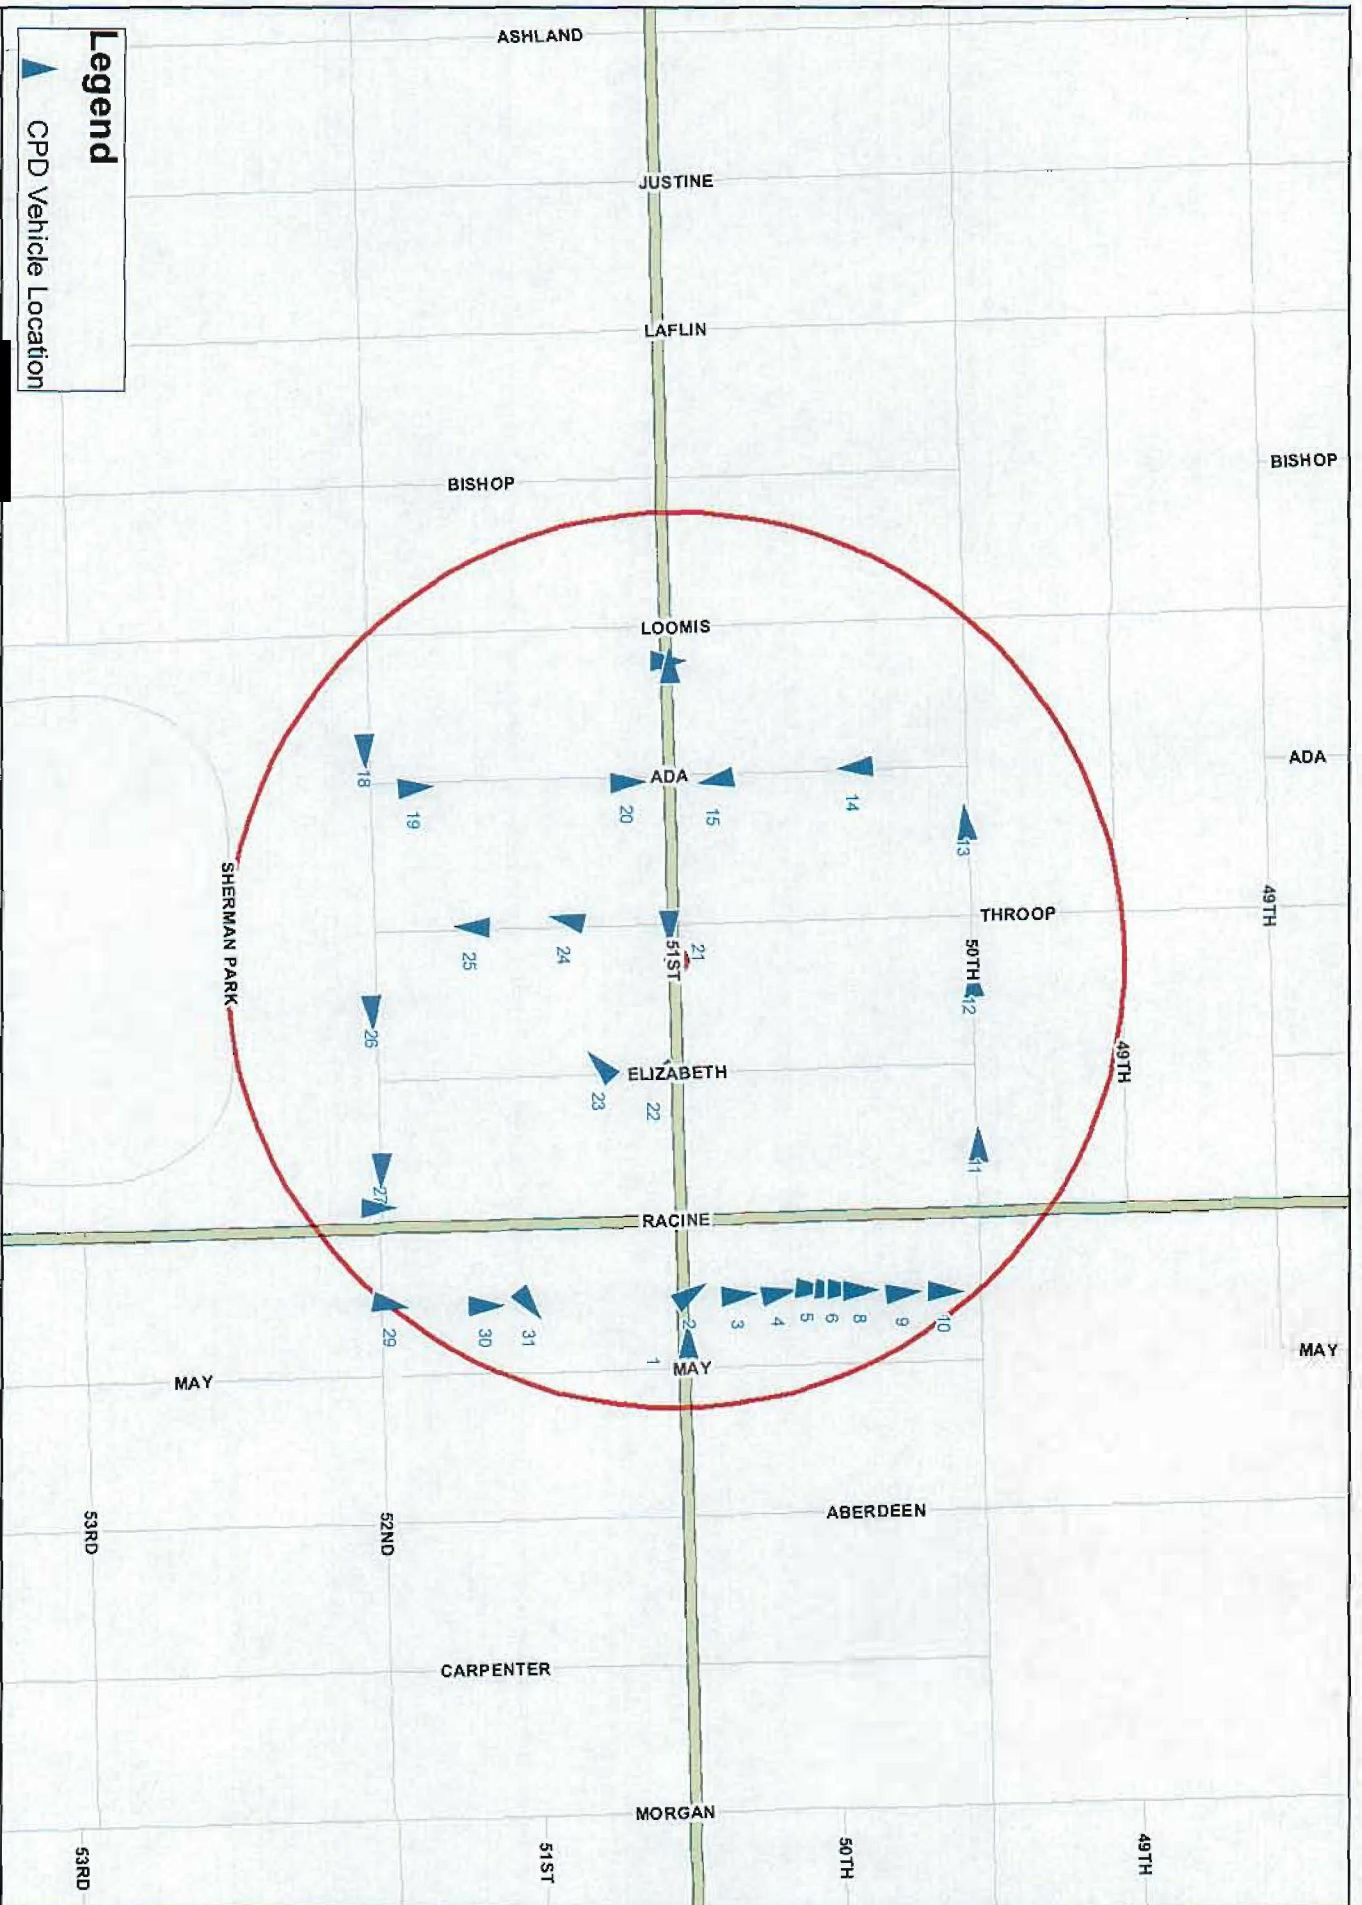 Legend
CPD Vehicle Location
ASHLAND
JUSTINE
LAFLIN
BISHOP
BISHOP
LOOMIS
ADA
ADA
THROOP
49TH
50TH
49TH
51ST
SHERMAN PARK
ELIZABETH
RACINE
MAY
MAY
MAY
ABERDEEN
53RD
52ND
CARPENTER
MORGAN
53RD
51ST
50TH
49TH
1
2
3
4
5
6
8
9
10
11
12
13
14
15
18
19
20
21
22
23
24
25
26
27
29
30
31